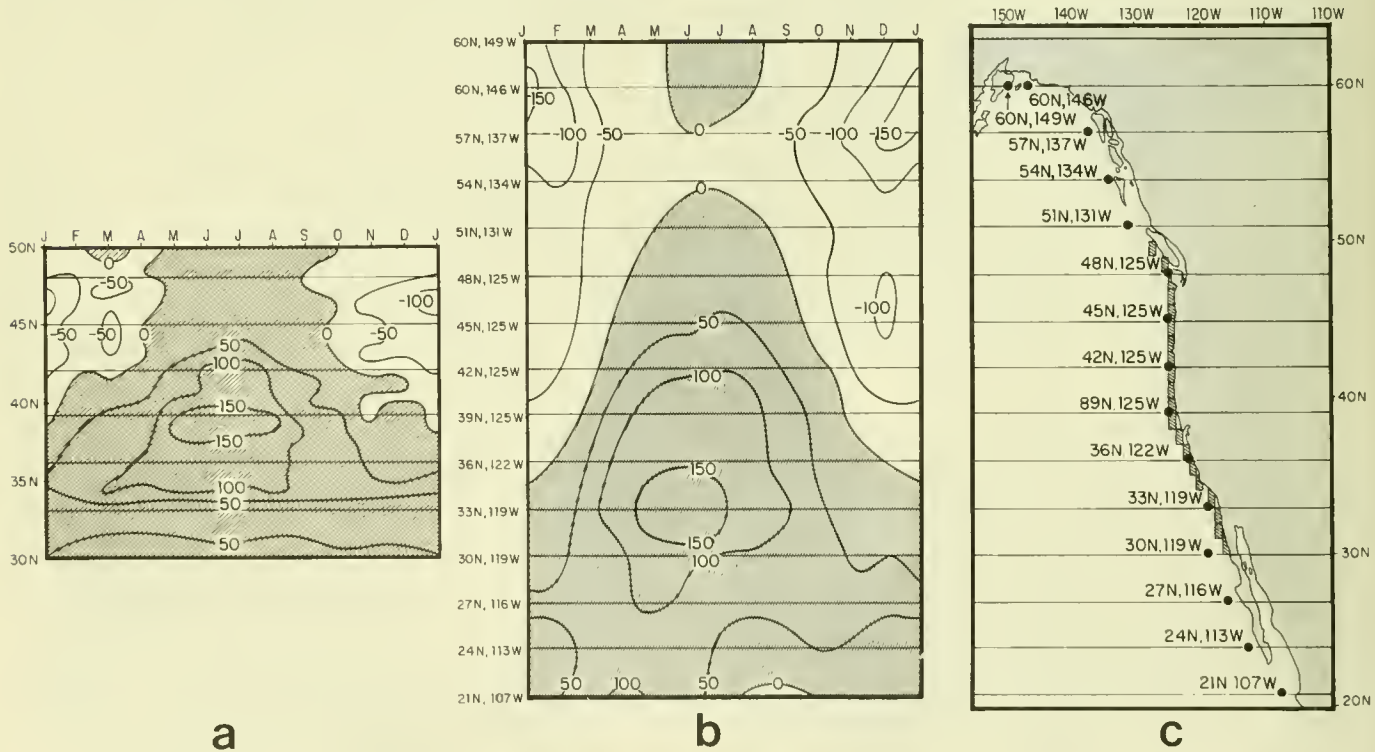 J F M A M J J A S O N D J
50N
45N
40N
35N
30N
0
-50
-50
-50
0
0
-50
-100
50
100
150
150
100
50
50
a
J F M A M J J A S O N D J
60N, 149W
60N, 146W
57N, 137W
54N, 134W
51N, 131W
48N, 125W
45N, 125W
42N, 125W
39N, 125W
36N, 122W
33N, 119W
30N, 119W
27N, 116W
24N, 113W
21N, 107W
-150
-100
-50
0
-50
-100
-150
0
-100
50
100
150
150
100
50
100
50
0
b
150W 140W 130W 120W 110W 110W
60N
50N
40N
30N
20N
60N, 146W
60N, 149W
57N, 137W
54N, 134W
51N, 131W
48N, 125W
45N, 125W
42N, 125W
89N, 125W
36N, 122W
33N, 119W
30N, 119W
27N, 116W
24N, 113W
21N 107W
c